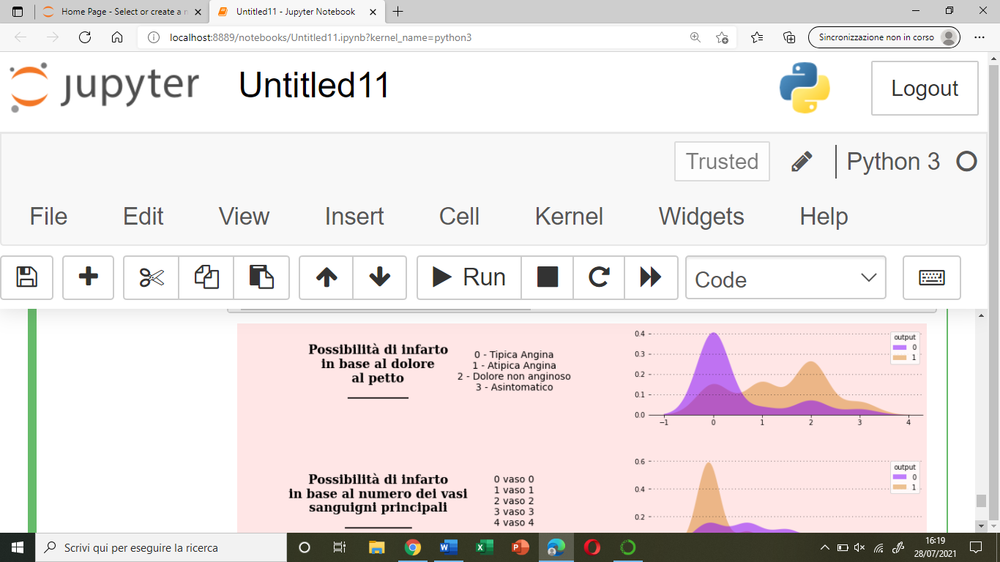 Home Page - Select or create a n
Untitled11 - Jupyter Notebook
localhost:8889/notebooks/Untitled11.ipynb?kernel_name=python3
Sincronizzazione non in corso
jupyter
Untitled11
Logout
Trusted
Python 3
File
Edit
View
Insert
Cell
Kernel
Widgets
Help
Run
Code
Possibilità di infarto
in base al dolore
al petto
0 - Tipica Angina
1 - Atipica Angina
2 - Dolore non anginoso
3 - Asintomatico
0.4
0.3
0.2
0.1
0.0
−1 0 1 2 3 4
output
0
1
Possibilità di infarto
in base al numero dei vasi
sanguigni principali
0 vaso 0
1 vaso 1
2 vaso 2
3 vaso 3
4 vaso 4
0.6
0.4
0.2
output
0
1
Scrivi qui per eseguire la ricerca
16:19
28/07/2021